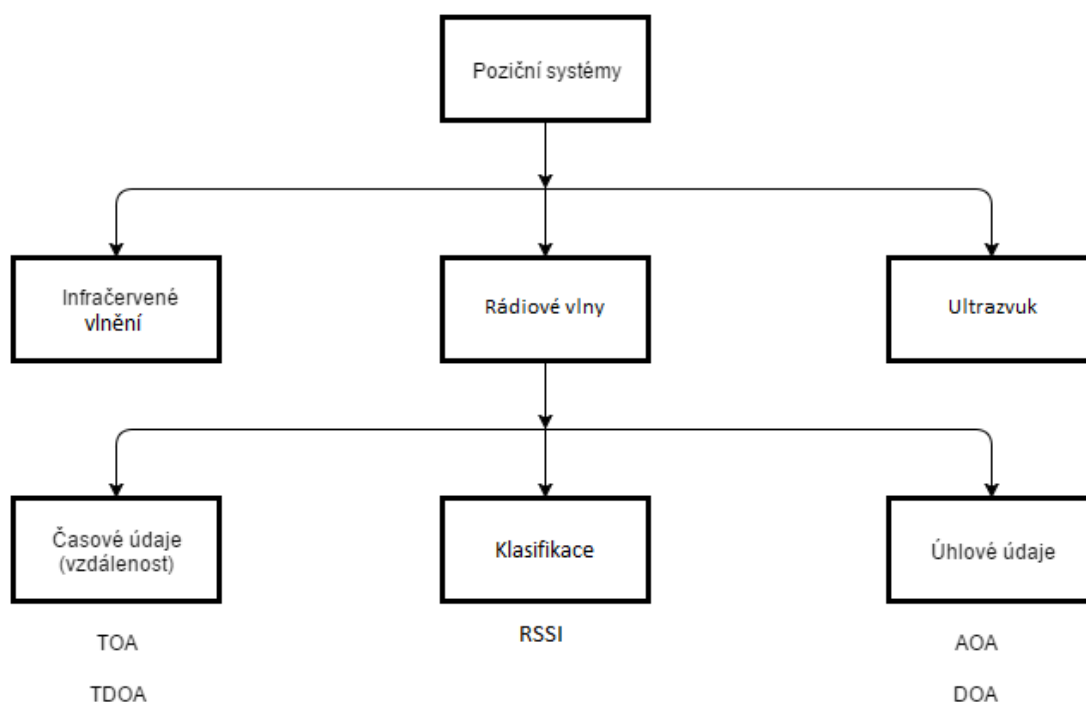 Poziční systémy
Infračervené
vlnění
Rádiové vlny
Ultrazvuk
Časové údaje
(vzdálenost)
Klasifikace
Úhlové údaje
TOA
RSSI
AOA
TDOA
DOA